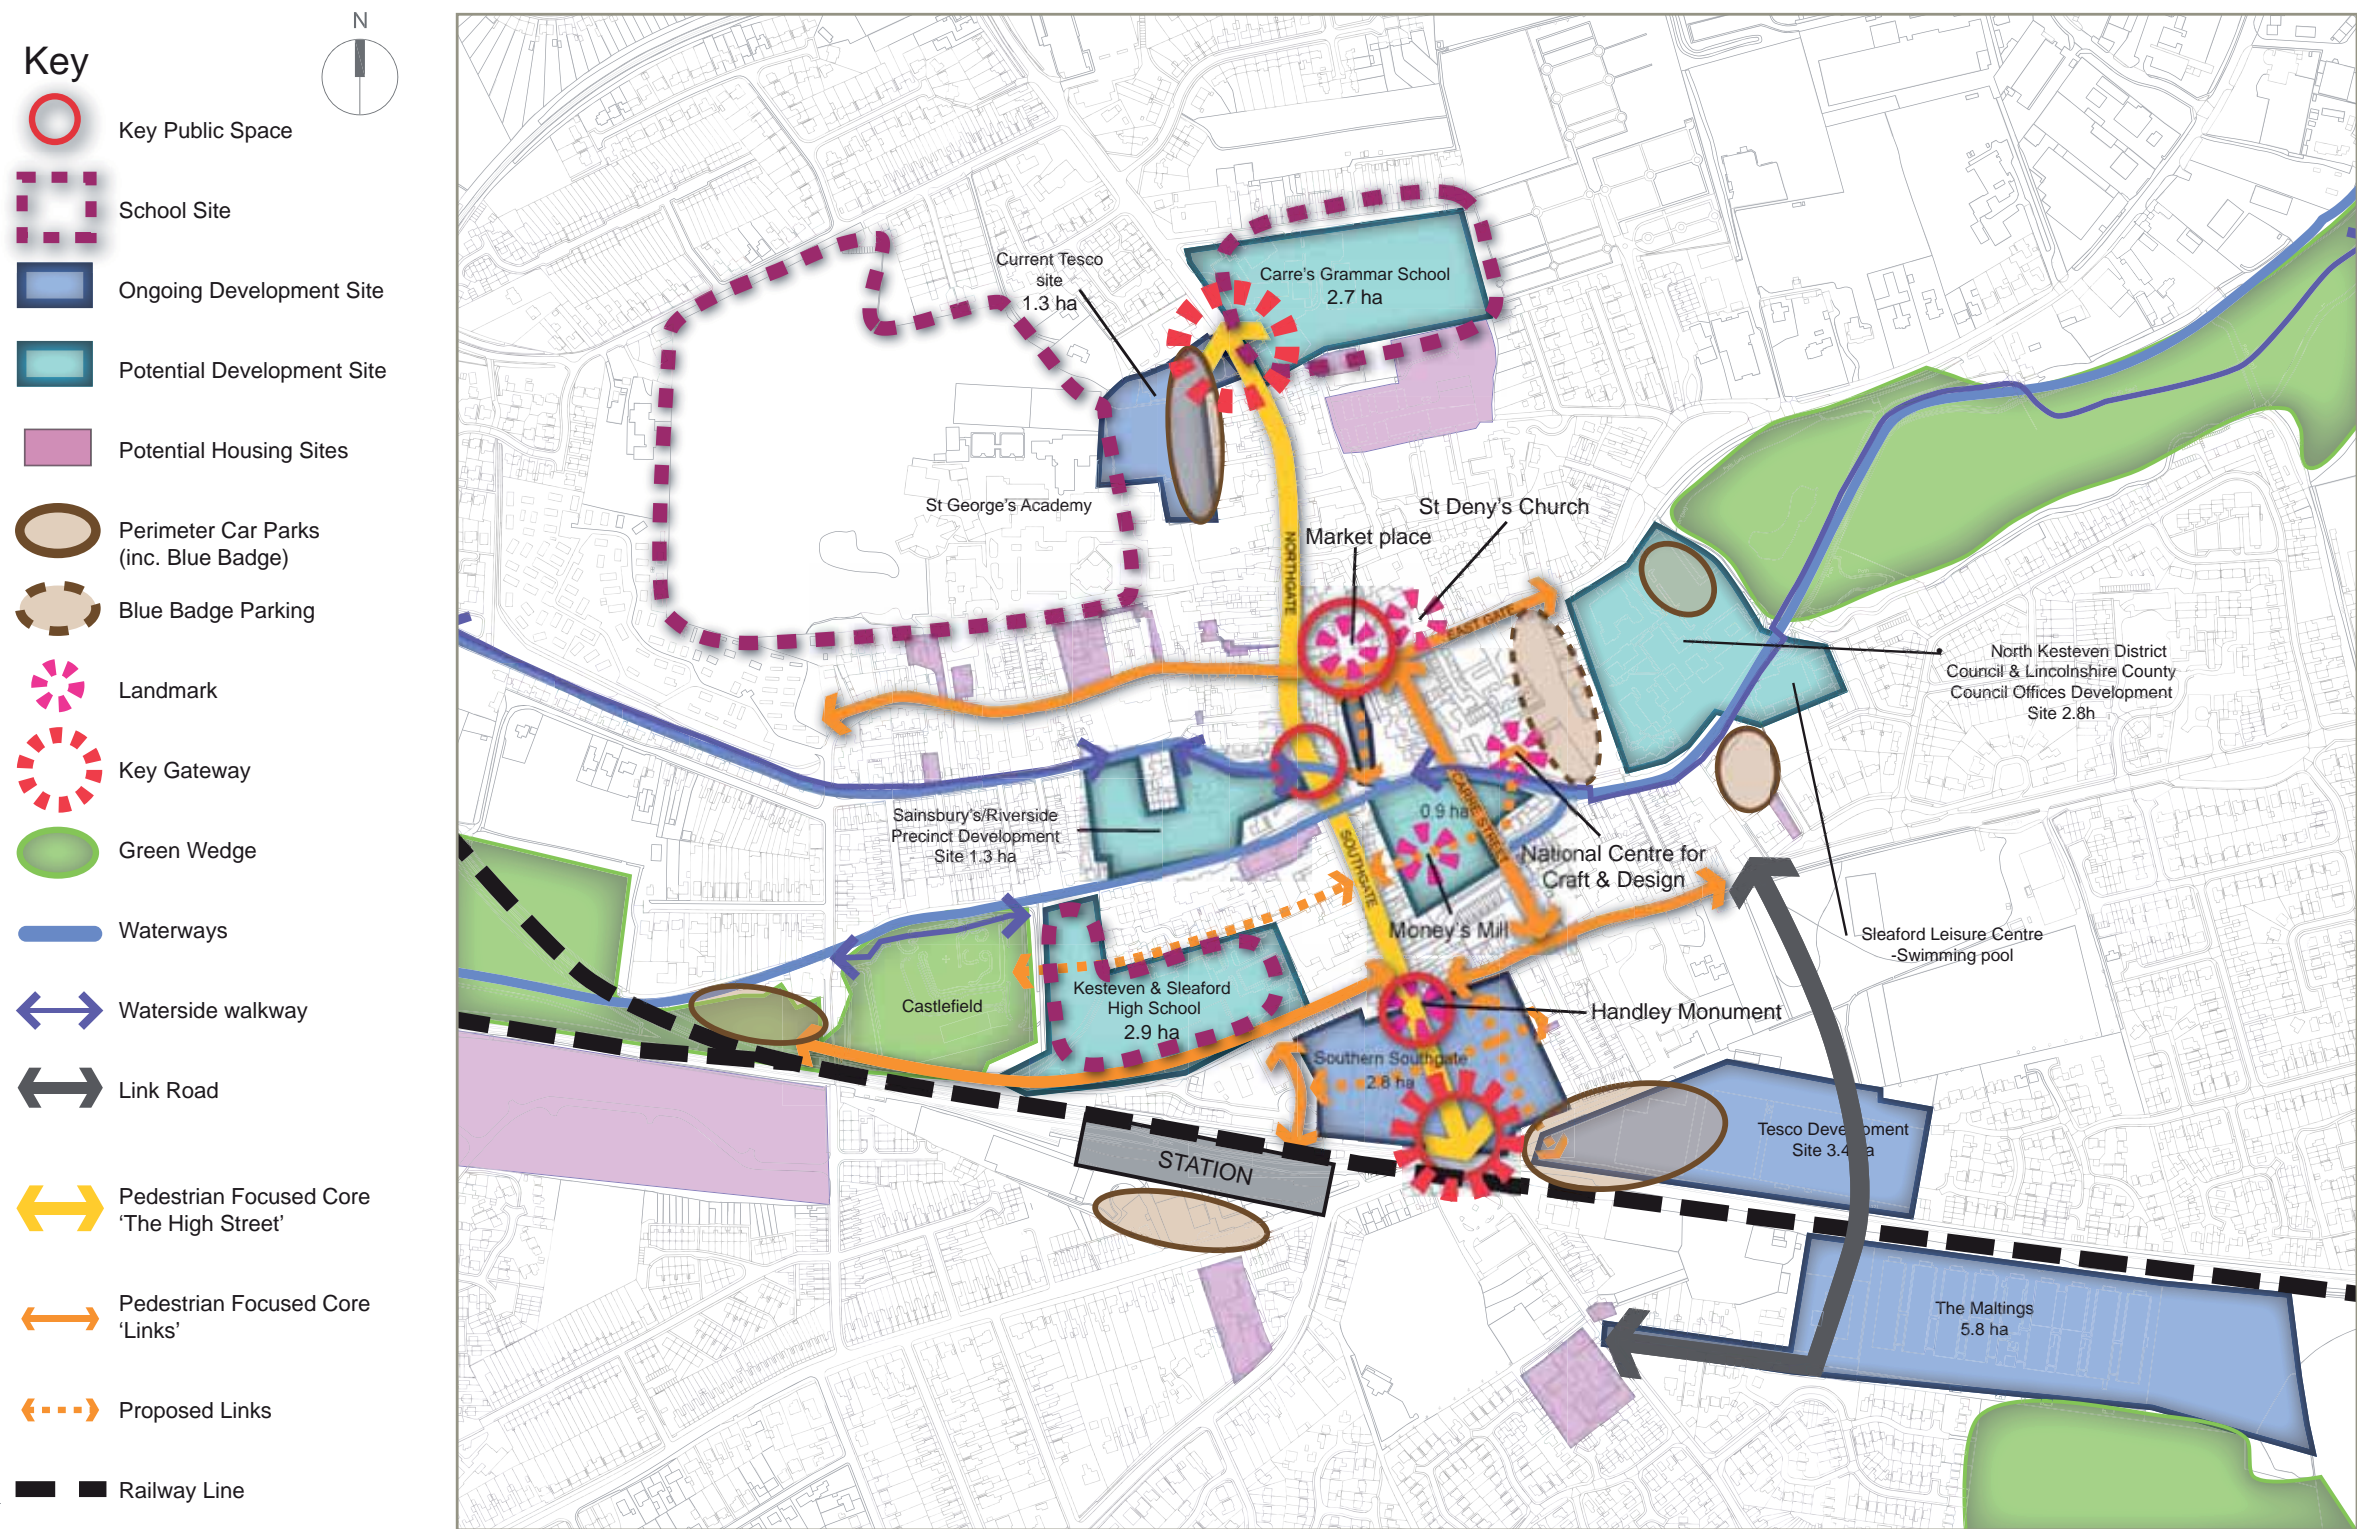 N
Key
Key Public Space
School Site
Ongoing Development Site
Potential Development Site
Potential Housing Sites
Perimeter Car Parks
(inc. Blue Badge)
Blue Badge Parking
Landmark
Key Gateway
Green Wedge
Waterways
Waterside walkway
Link Road
Pedestrian Focused Core
‘The High Street’
Pedestrian Focused Core
‘Links’
Proposed Links
Railway Line
Current Tesco
site
1.3 ha
Carre's Grammar School
2.7 ha
St George's Academy
St Deny's Church
Market place
NORTHGATE
EAST GATE
North Kesteven District
Council & Lincolnshire County
Council Offices Development
Site 2.8h
Sainsbury's/Riverside
Precinct Development
Site 1.3 ha
0.9 ha
CARRE STREET
SOUTHGATE
National Centre for
Craft & Design
Money's Mill
Sleaford Leisure Centre
-Swimming pool
Castlefield
Kesteven & Sleaford
High School
2.9 ha
Handley Monument
Southern Southgate
2.8 ha
Tesco Development
Site 3.4 ha
STATION
The Maltings
5.8 ha